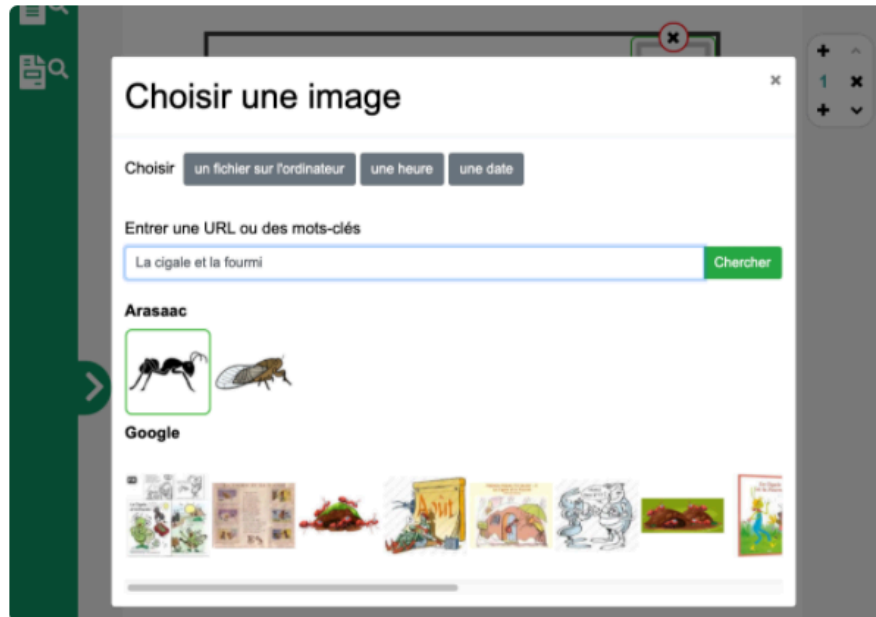 Choisir une image
×
Choisir un fichier sur l'ordinateur une heure une date
Entrer une URL ou des mots-clés
La cigale et la fourmi Chercher
Arasaac
Google
Août
1